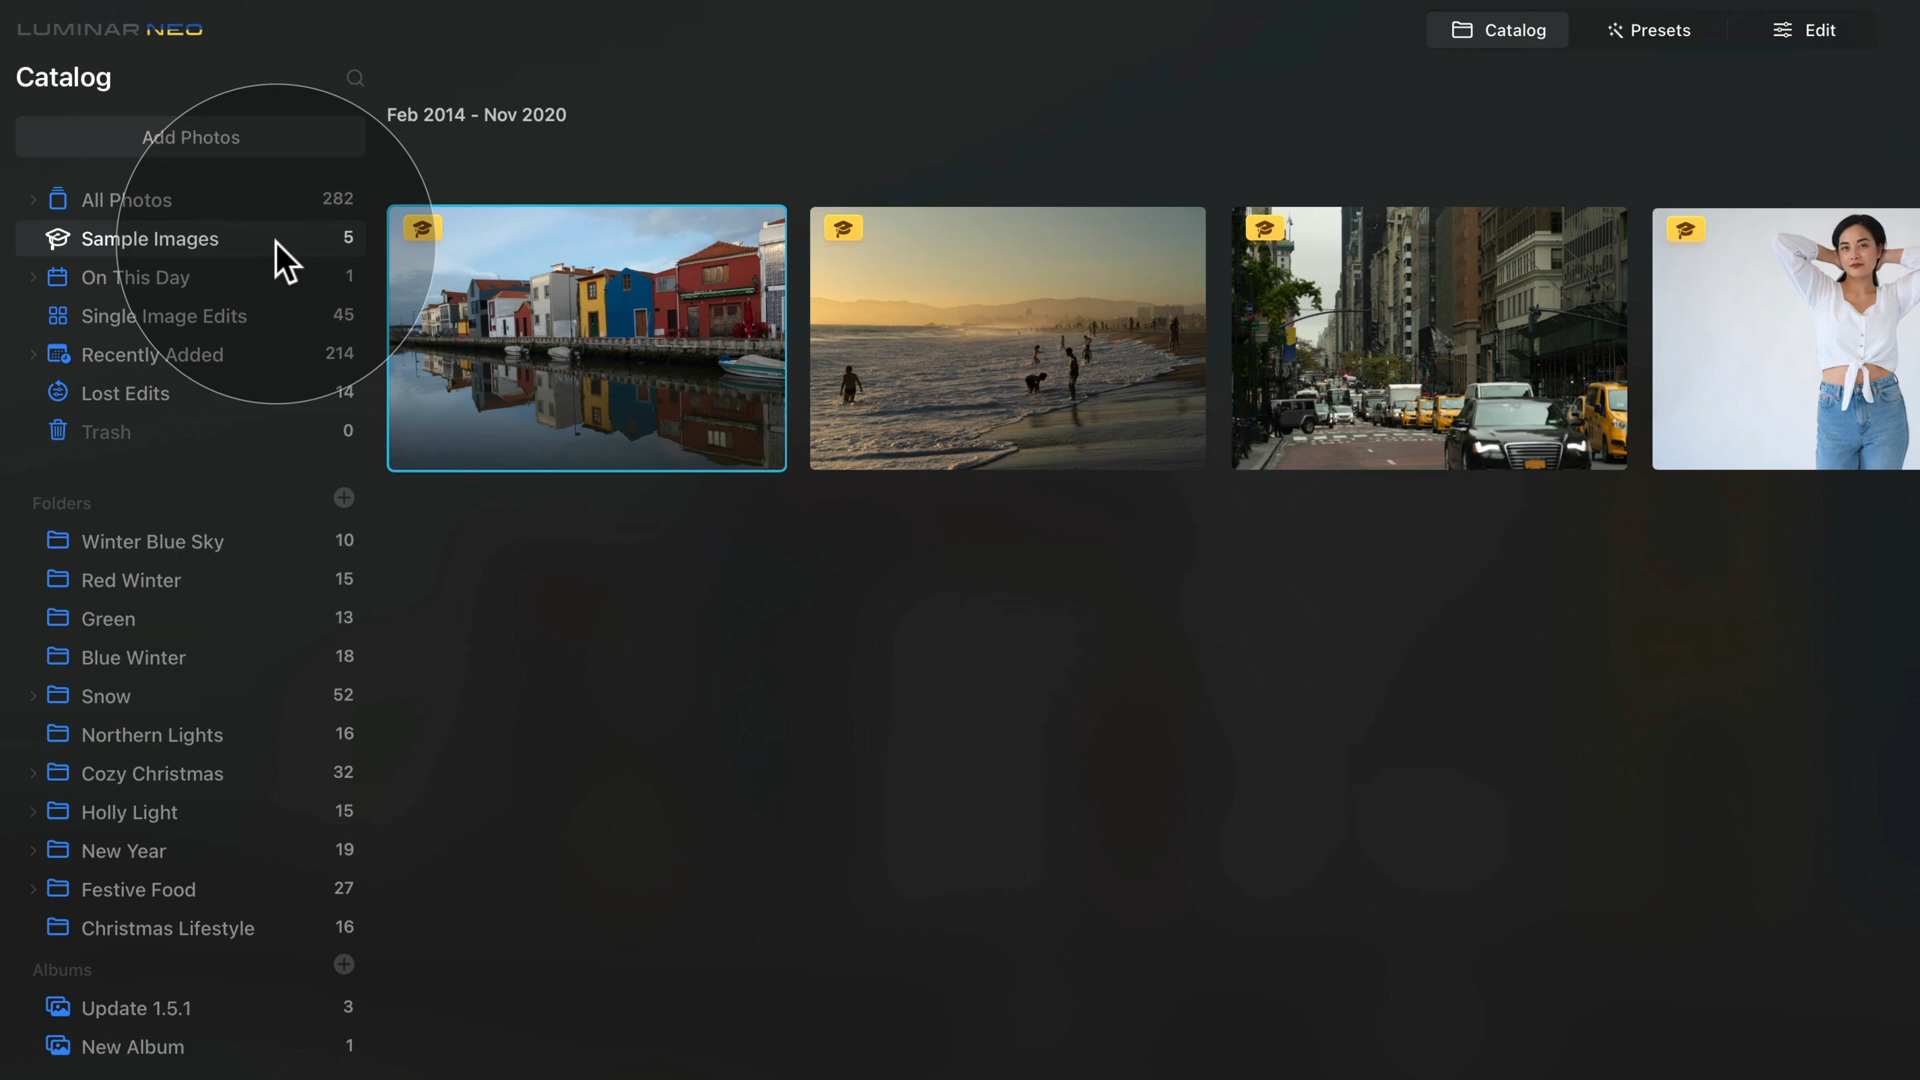 LUMINAR NEO
Catalog
Presets
Edit
Catalog
Add Photos
Feb 2014 - Nov 2020
All Photos 282
Sample Images 5
On This Day 1
Single Image Edits 45
Recently Added 214
Lost Edits 14
Trash 0
Folders
Winter Blue Sky 10
Red Winter 15
Green 13
Blue Winter 18
Snow 52
Northern Lights 16
Cozy Christmas 32
Holly Light 15
New Year 19
Festive Food 27
Christmas Lifestyle 16
Albums
Update 1.5.1 3
New Album 1